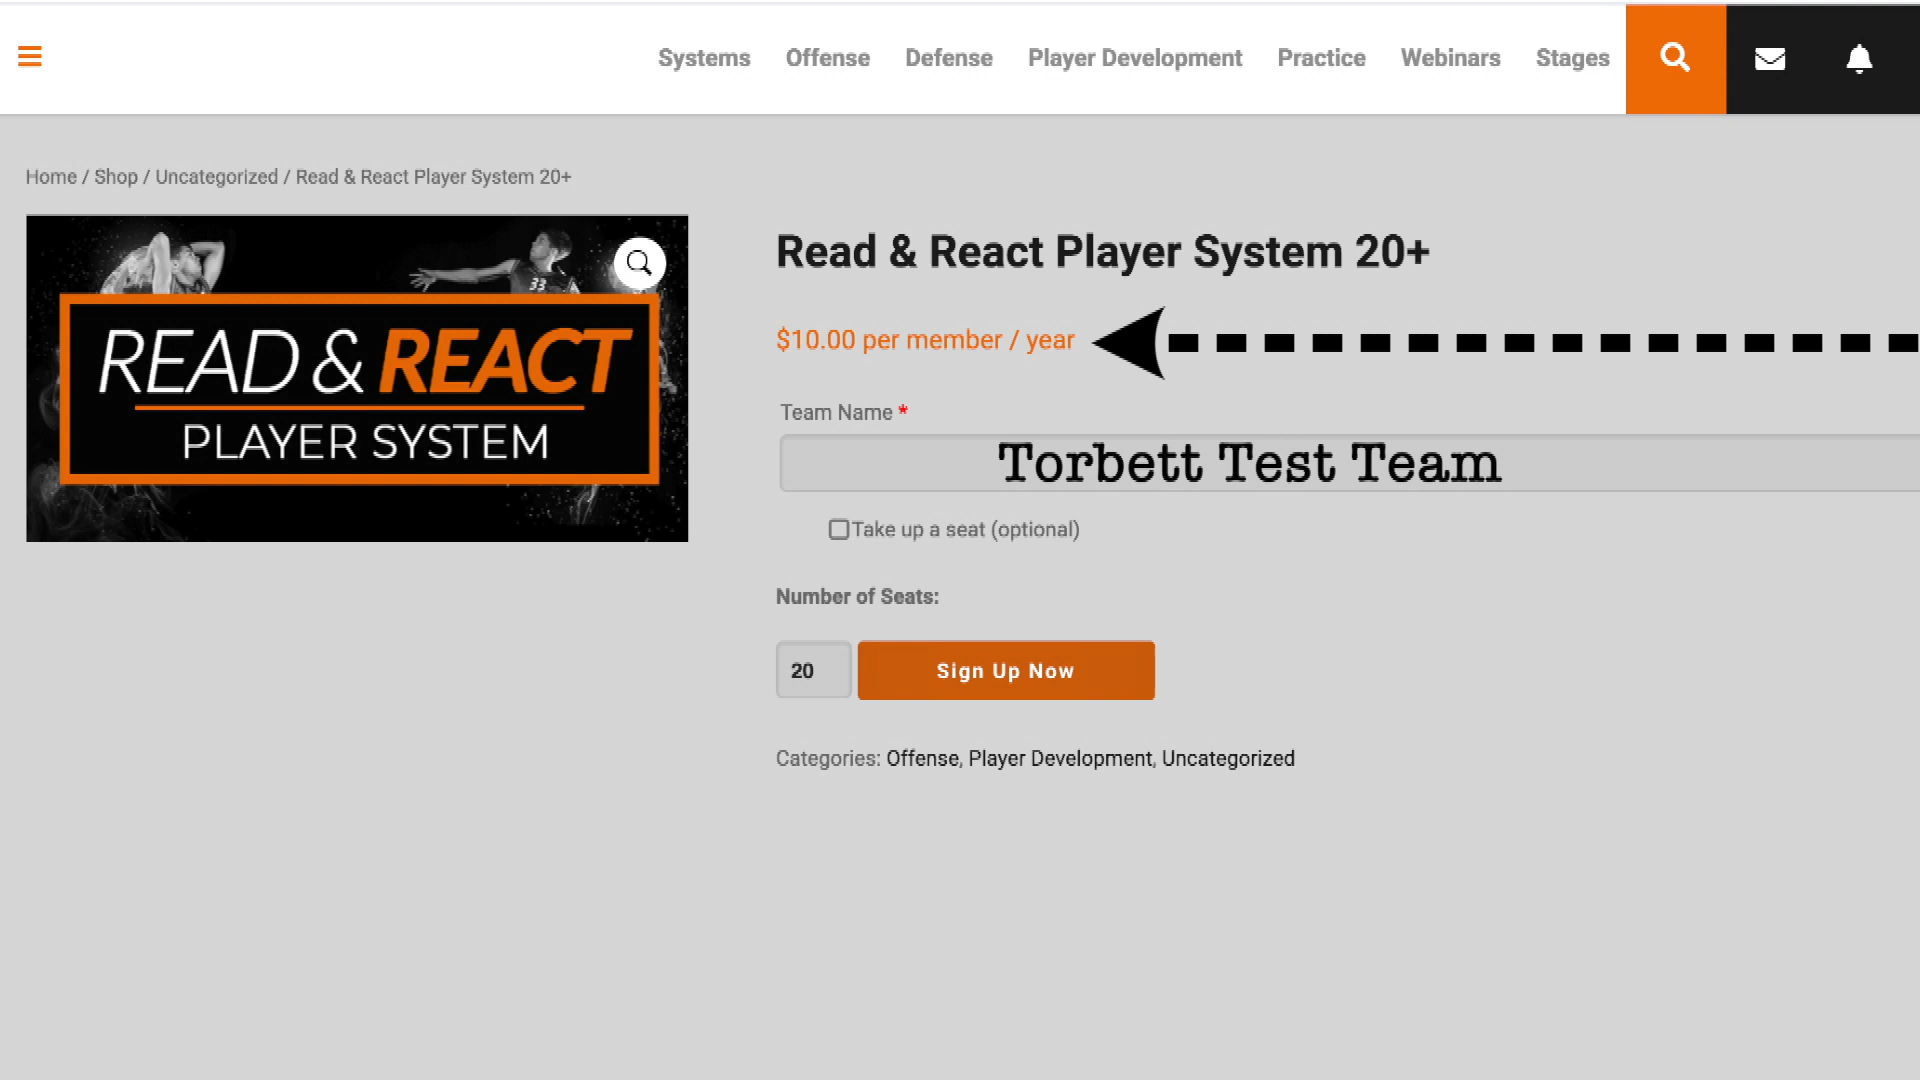 Systems Offense Defense Player Development Practice Webinars Stages
Home / Shop / Uncategorized / Read & React Player System 20+
33
READ & REACT
PLAYER SYSTEM
Read & React Player System 20+
$10.00 per member / year
Team Name *
Torbett Test Team
Take up a seat (optional)
Number of Seats:
20
Sign Up Now
Categories: Offense, Player Development, Uncategorized